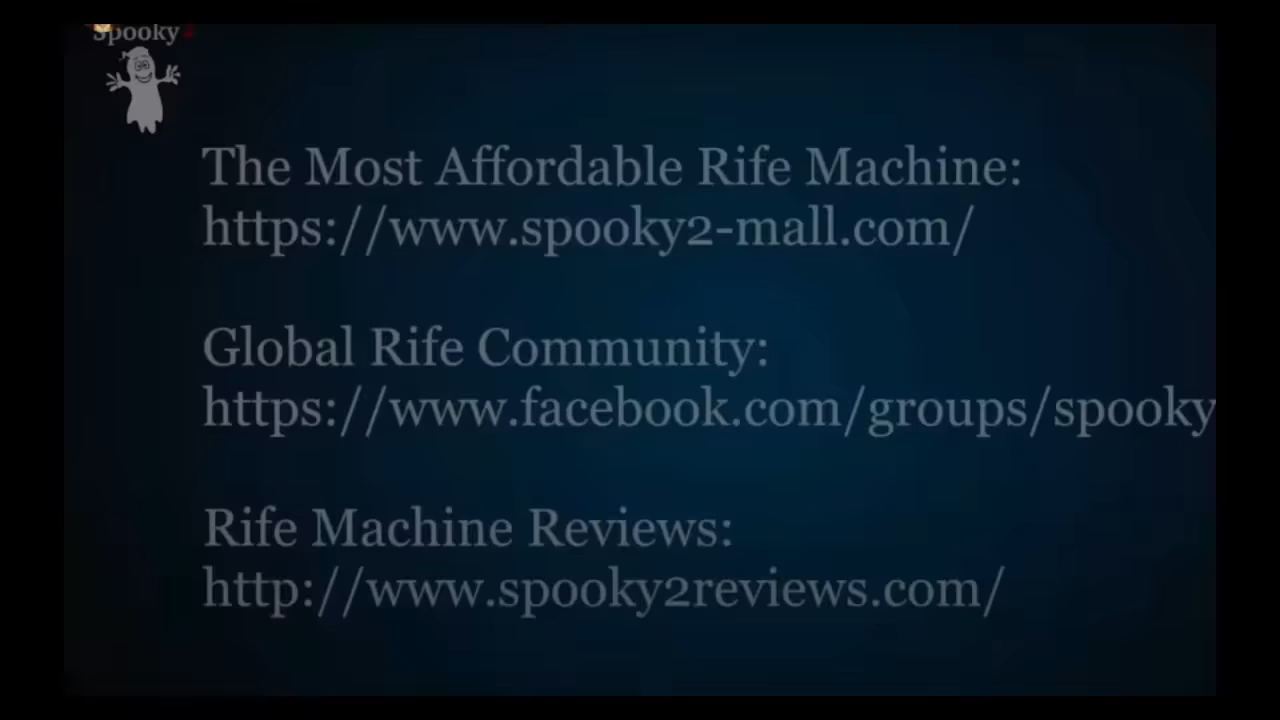 Spooky
The Most Affordable Rife Machine:
https://www.spooky2-mall.com/
Global Rife Community:
https://www.facebook.com/groups/spooky
Rife Machine Reviews:
http://www.spooky2reviews.com/